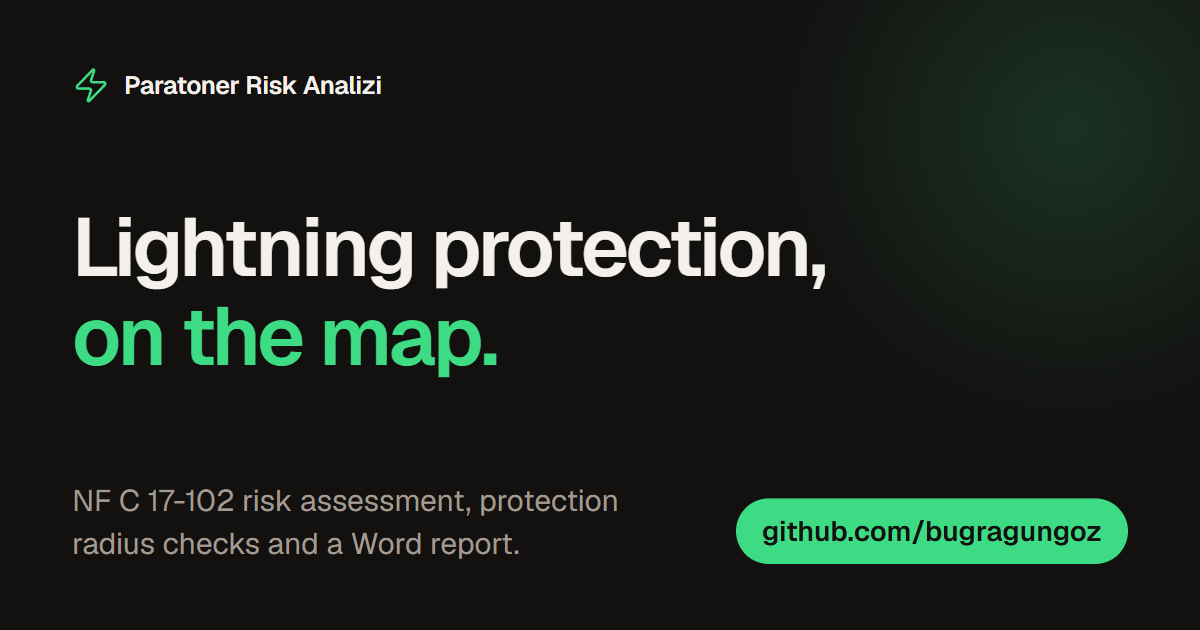 Paratoner Risk Analizi
Lightning protection,
on the map.
NF C 17-102 risk assessment, protection
radius checks and a Word report.
github.com/bugragungoz